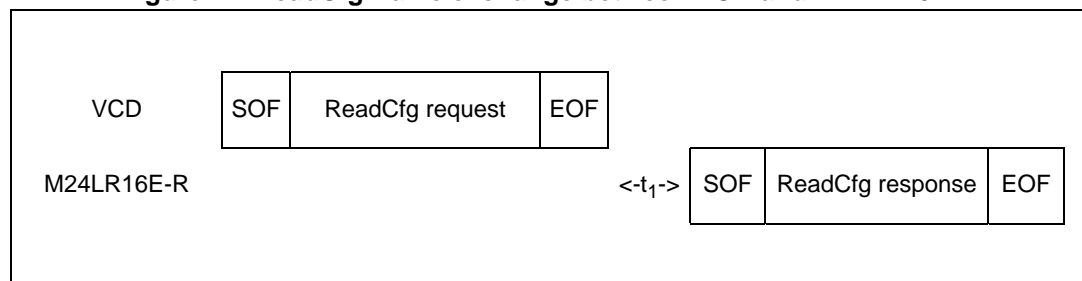 VCD SOF ReadCfg request EOF
M24LR16E-R <-t1-> SOF ReadCfg response EOF